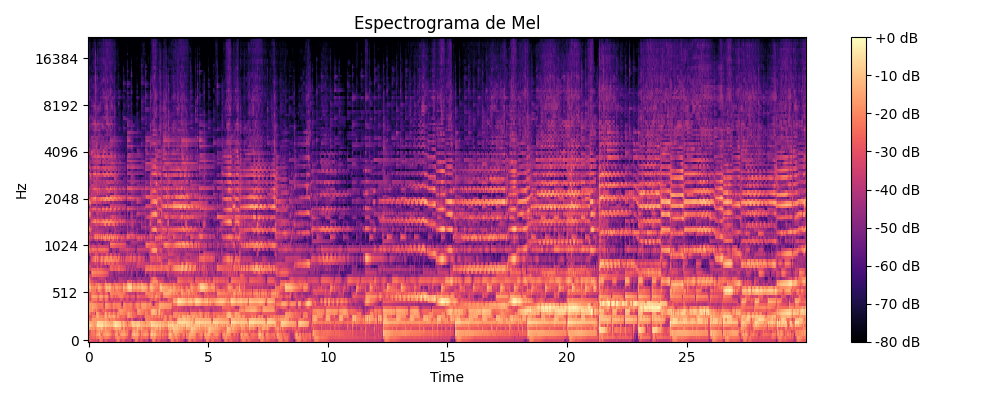 Espectrograma de Mel
Hz
16384
8192
4096
2048
1024
512
0
0 5 10 15 20 25
Time
+0 dB
-10 dB
-20 dB
-30 dB
-40 dB
-50 dB
-60 dB
-70 dB
-80 dB